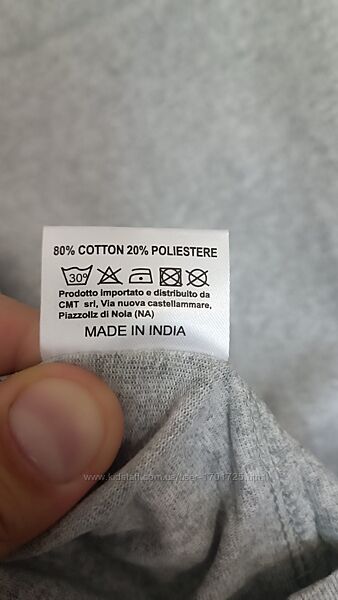 80% COTTON 20% POLIESTERE
30°
Prodotto importato e distribuito da
CMT srl, Via nuova castellammare,
Piazzollz di Nola (NA)
MADE IN INDIA